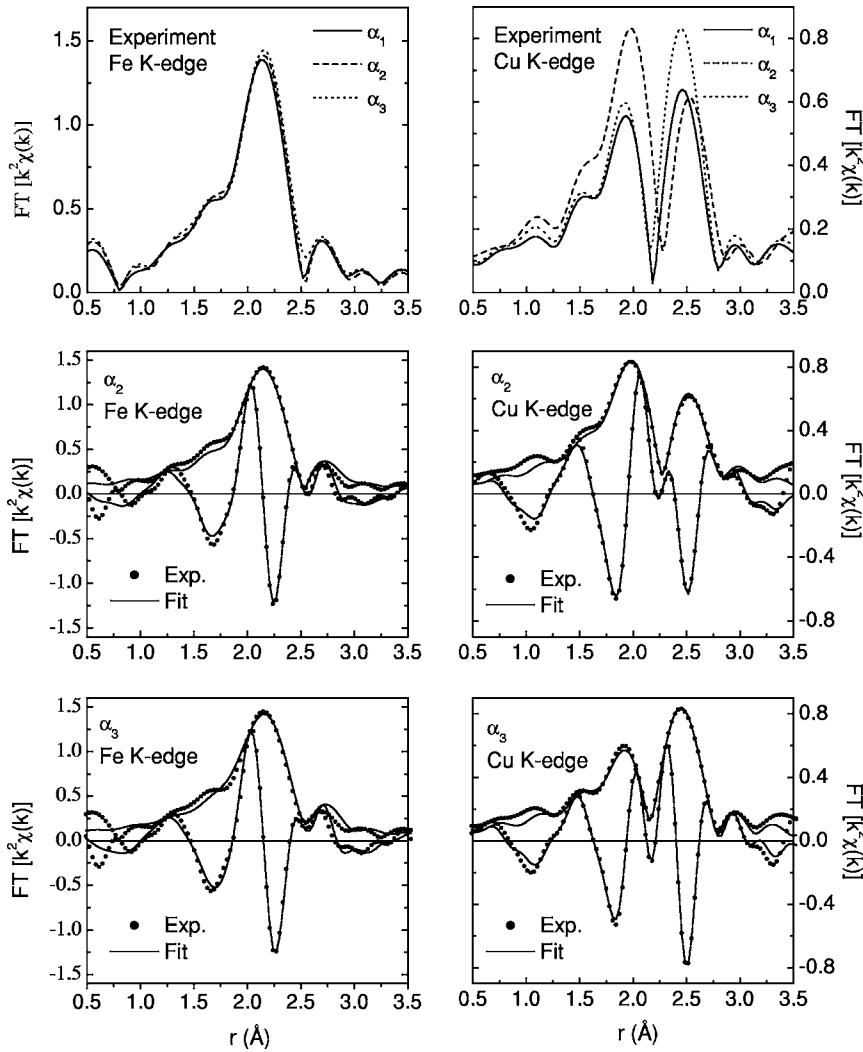 Experiment
Fe K-edge
α1
α2
α3
FT [k²χ(k)]
1.5
1.0
0.5
0.0
0.5 1.0 1.5 2.0 2.5 3.0 3.5
Experiment
Cu K-edge
α1
α2
α3
0.8
0.6
0.4
0.2
0.0
FT [k²χ(k)]
0.5 1.0 1.5 2.0 2.5 3.0 3.5
α2
Fe K-edge
FT [k²χ(k)]
1.5
1.0
0.5
0.0
-0.5
-1.0
-1.5
Exp.
Fit
0.5 1.0 1.5 2.0 2.5 3.0 3.5
α2
Cu K-edge
0.8
0.4
0.0
-0.4
-0.8
FT [k²χ(k)]
Exp.
Fit
0.5 1.0 1.5 2.0 2.5 3.0 3.5
α3
Fe K-edge
FT [k²χ(k)]
1.5
1.0
0.5
0.0
-0.5
-1.0
-1.5
Exp.
Fit
0.5 1.0 1.5 2.0 2.5 3.0 3.5
r (Å)
α3
Cu K-edge
0.8
0.4
0.0
-0.4
-0.8
FT [k²χ(k)]
Exp.
Fit
0.5 1.0 1.5 2.0 2.5 3.0 3.5
r (Å)